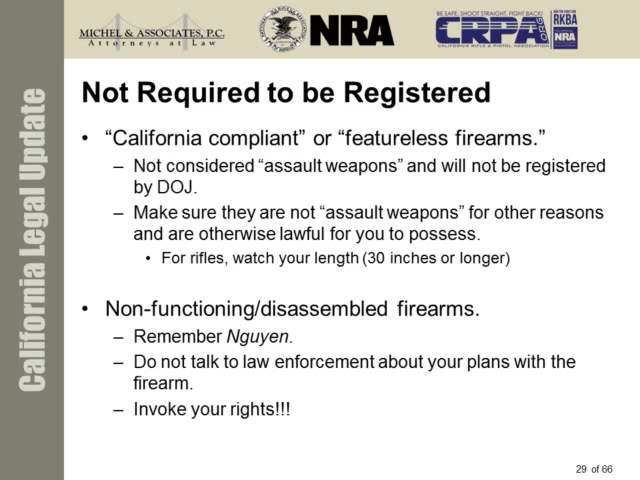 MICHEL & ASSOCIATES, P.C.
Attorneys at Law
NRA
BE SAFE, SHOOT STRAIGHT, FIGHT BACK!
CRPA.ORG
CALIFORNIA RIFLE & PISTOL ASSOCIATION
RKBA
NRA
California Legal Update
Not Required to be Registered
• “California compliant” or “featureless firearms.”
– Not considered “assault weapons” and will not be registered
by DOJ.
– Make sure they are not “assault weapons” for other reasons
and are otherwise lawful for you to possess.
• For rifles, watch your length (30 inches or longer)
• Non-functioning/disassembled firearms.
– Remember Nguyen.
– Do not talk to law enforcement about your plans with the
firearm.
– Invoke your rights!!!
29 of 66